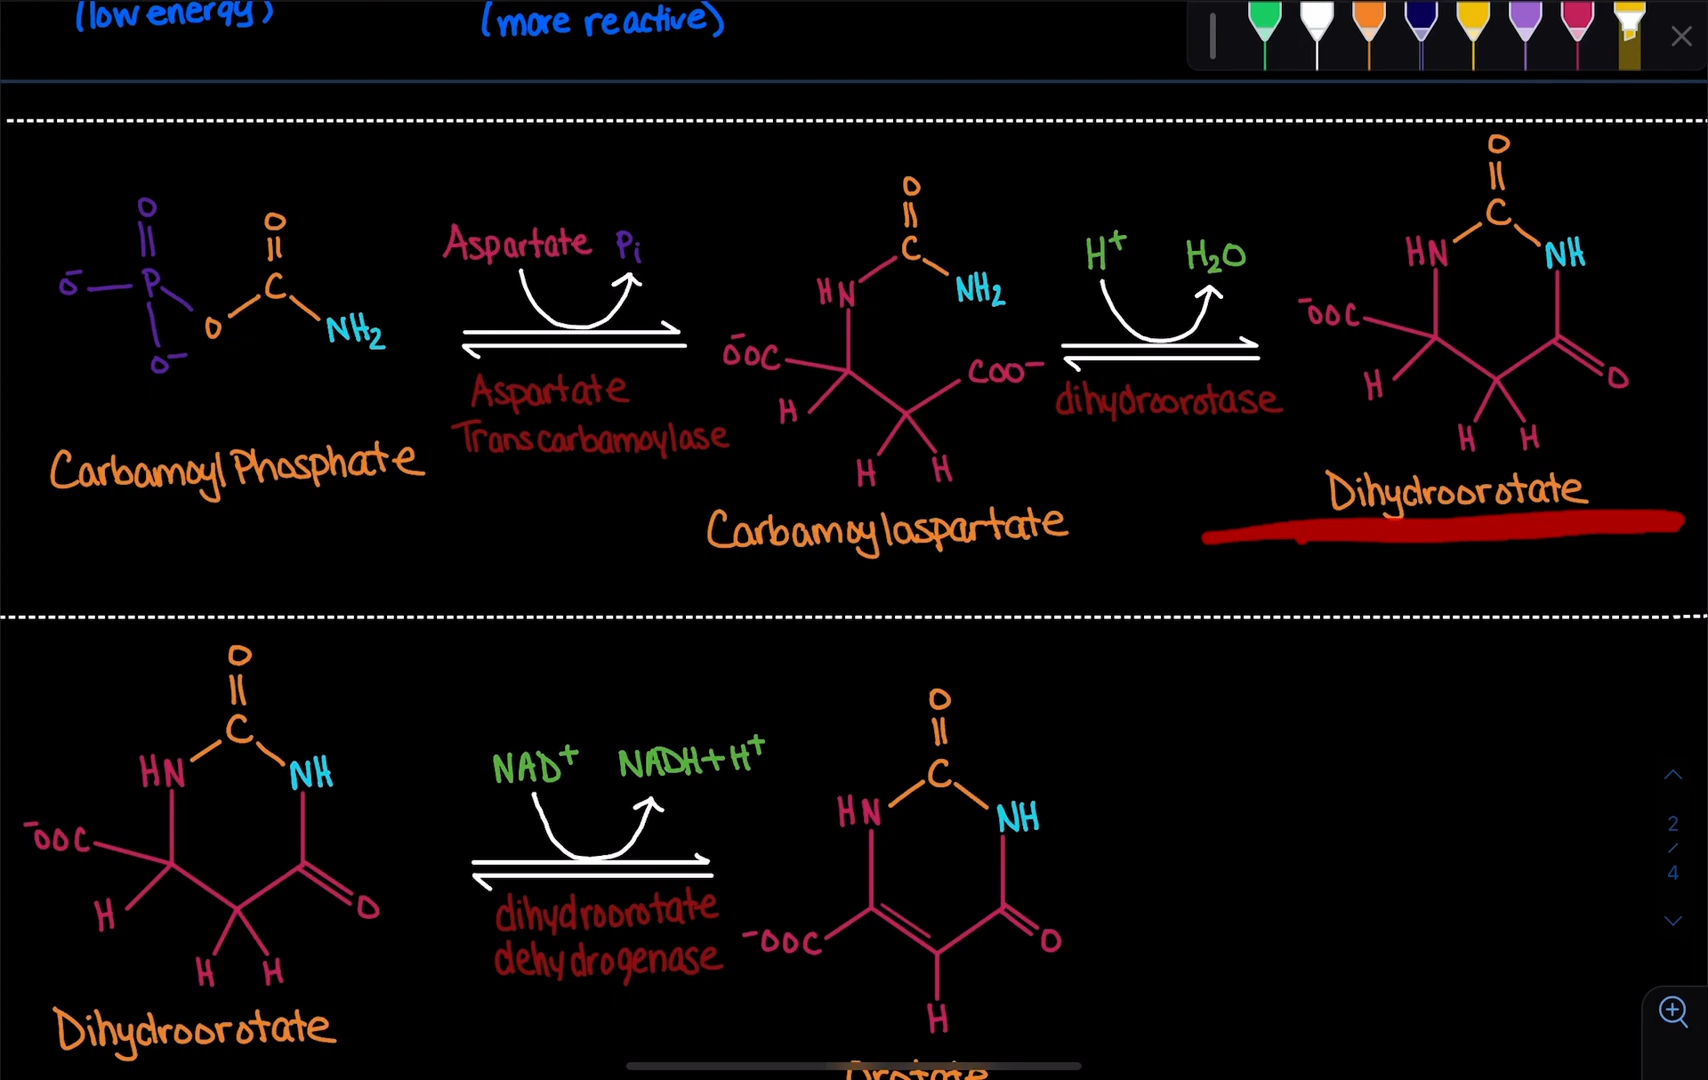 (low energy)
(more reactive)
O
O⁻ P O C O NH₂
O⁻
Carbamoyl Phosphate
Aspartate Pi
Aspartate
Transcarbamoylase
O
C
HN NH₂
⁻OOC COO⁻
H
H H
Carbamoylaspartate
H⁺ H₂O
dihydroorotase
O
C
HN NH
⁻OOC
H O
H H
Dihydroorotate
O
C
HN NH
⁻OOC
H O
H H
Dihydroorotate
NAD⁺ NADH+H⁺
dihydroorotate
dehydrogenase
O
C
HN NH
⁻OOC O
H
Orotate
2
/
4